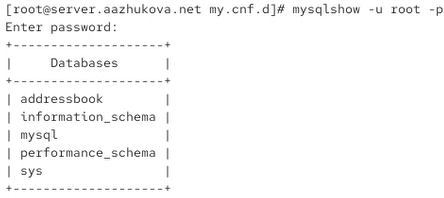 [root@server.aazhukova.net my.cnf.d]# mysqlshow -u root -p
Enter password:
+--------------------+
|     Databases      |
+--------------------+
| addressbook        |
| information_schema |
| mysql              |
| performance_schema |
| sys                |
+--------------------+